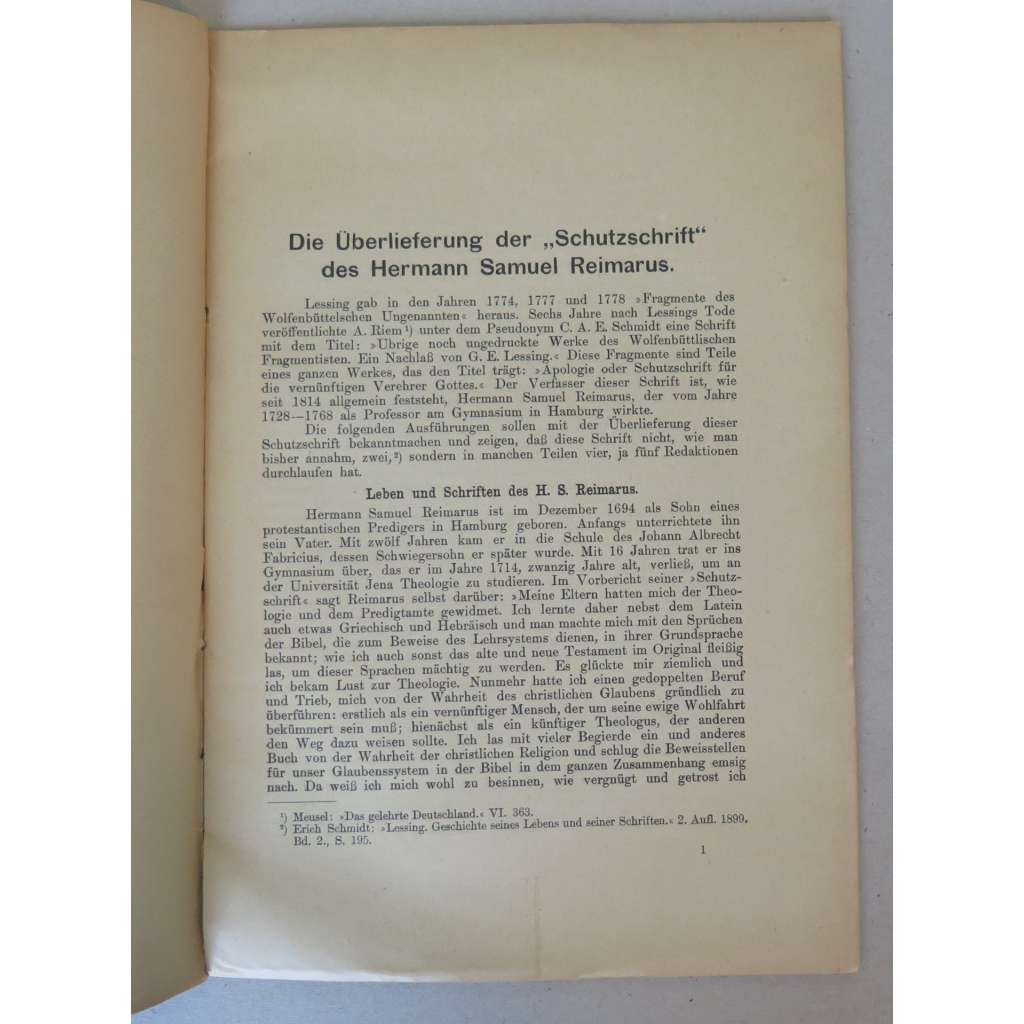 Die Überlieferung der „Schutzschrift“
des Hermann Samuel Reimarus.
Lessing gab in den Jahren 1774, 1777 und 1778 »Fragmente des
Wolfenbüttelschen Ungenannten« heraus. Sechs Jahre nach Lessings Tode
veröffentlichte A. Riem¹) unter dem Pseudonym C. A. E. Schmidt eine Schrift
mit dem Titel: »Übrige noch ungedruckte Werke des Wolfenbüttlischen
Fragmentisten. Ein Nachlaß von G. E. Lessing.« Diese Fragmente sind Teile
eines ganzen Werkes, das den Titel trägt: »Apologie oder Schutzschrift für
die vernünftigen Verehrer Gottes.« Der Verfasser dieser Schrift ist, wie
seit 1814 allgemein feststeht, Hermann Samuel Reimarus, der vom Jahre
1728—1768 als Professor am Gymnasium in Hamburg wirkte.
Die folgenden Ausführungen sollen mit der Überlieferung dieser
Schutzschrift bekanntmachen und zeigen, daß diese Schrift nicht, wie man
bisher annahm, zwei,²) sondern in manchen Teilen vier, ja fünf Redaktionen
durchlaufen hat.
Leben und Schriften des H. S. Reimarus.
Hermann Samuel Reimarus ist im Dezember 1694 als Sohn eines
protestantischen Predigers in Hamburg geboren. Anfangs unterrichtete ihn
sein Vater. Mit zwölf Jahren kam er in die Schule des Johann Albrecht
Fabricius, dessen Schwiegersohn er später wurde. Mit 16 Jahren trat er ins
Gymnasium über, das er im Jahre 1714, zwanzig Jahre alt, verließ, um an
der Universität Jena Theologie zu studieren. Im Vorbericht seiner »Schutz-
schrift« sagt Reimarus selbst darüber: »Meine Eltern hatten mich der Theo-
logie und dem Predigtamte gewidmet. Ich lernte daher nebst dem Latein
auch etwas Griechisch und Hebräisch und man machte mich mit den Sprüchen
der Bibel, die zum Beweise des Lehrsystems dienen, in ihrer Grundsprache
bekannt; wie ich auch sonst das alte und neue Testament im Original fleißig
las, um dieser Sprachen mächtig zu werden. Es glückte mir ziemlich und
ich bekam Lust zur Theologie. Nunmehr hatte ich einen gedoppelten Beruf
und Trieb, mich von der Wahrheit des christlichen Glaubens gründlich zu
überführen: erstlich als ein vernünftiger Mensch, der um seine ewige Wohlfahrt
bekümmert sein muß; hienächst als ein künftiger Theologus, der anderen
den Weg dazu weisen sollte. Ich las mit vieler Begierde ein und anderes
Buch von der Wahrheit der christlichen Religion und schlug die Beweisstellen
für unser Glaubenssystem in der Bibel in dem ganzen Zusammenhang emsig
nach. Da weiß ich mich wohl zu besinnen, wie vergnügt und getrost ich
¹) Meusel: »Das gelehrte Deutschland.« VI. 363.
²) Erich Schmidt: »Lessing. Geschichte seines Lebens und seiner Schriften.« 2. Aufl. 1899.
Bd. 2., S. 195.
1